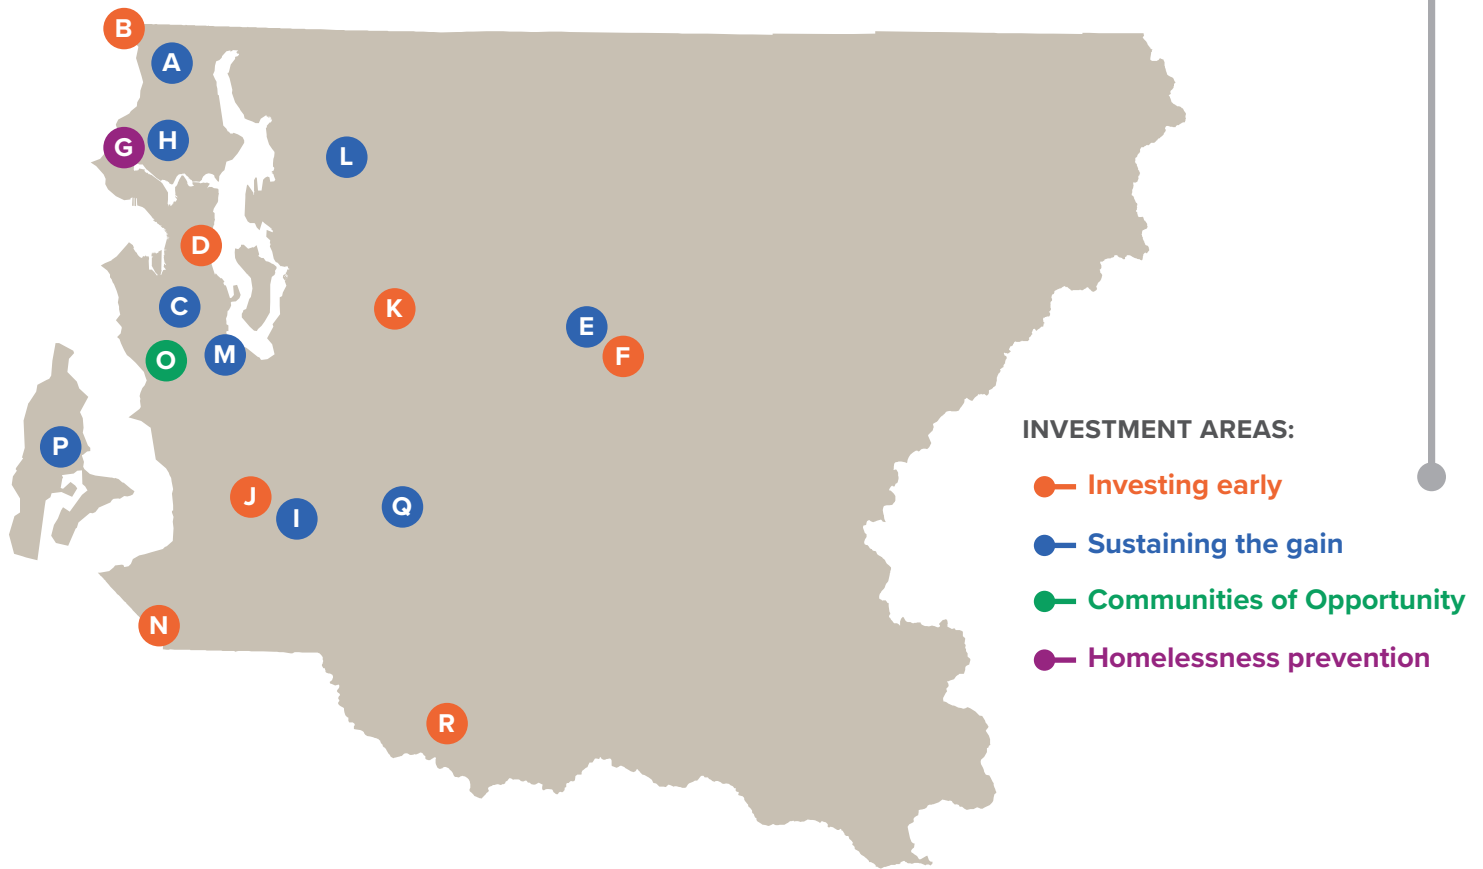 B
A
H
G
L
D
C
K
E
M
O
F
P
J
Q
I
N
R
INVESTMENT AREAS:
Investing early
Sustaining the gain
Communities of Opportunity
Homelessness prevention